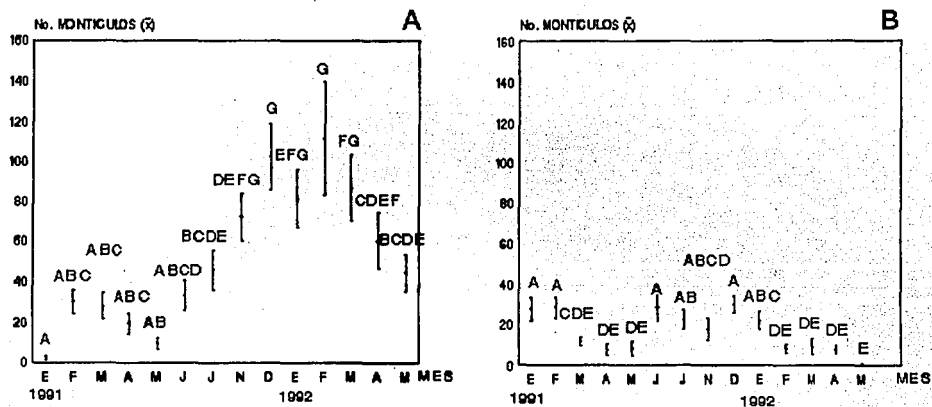 No. MONTICULOS (x̄) A
160
140
120
100
80
60
40
20
0
A
ABC
ABC
ABC
AB
ABCD
BCDE
DEFG
G
EFG
G
FG
CDEF
BCDE
E F M A M J J N D E F M A M MES
1991 1992
No. MONTICULOS (x̄) B
160
140
120
100
80
60
40
20
0
A
A
CDE
DE
DE
A
AB
ABCD
A
ABC
DE
DE
DE
E
E F M A M J J N D E F M A M MES
1991 1992